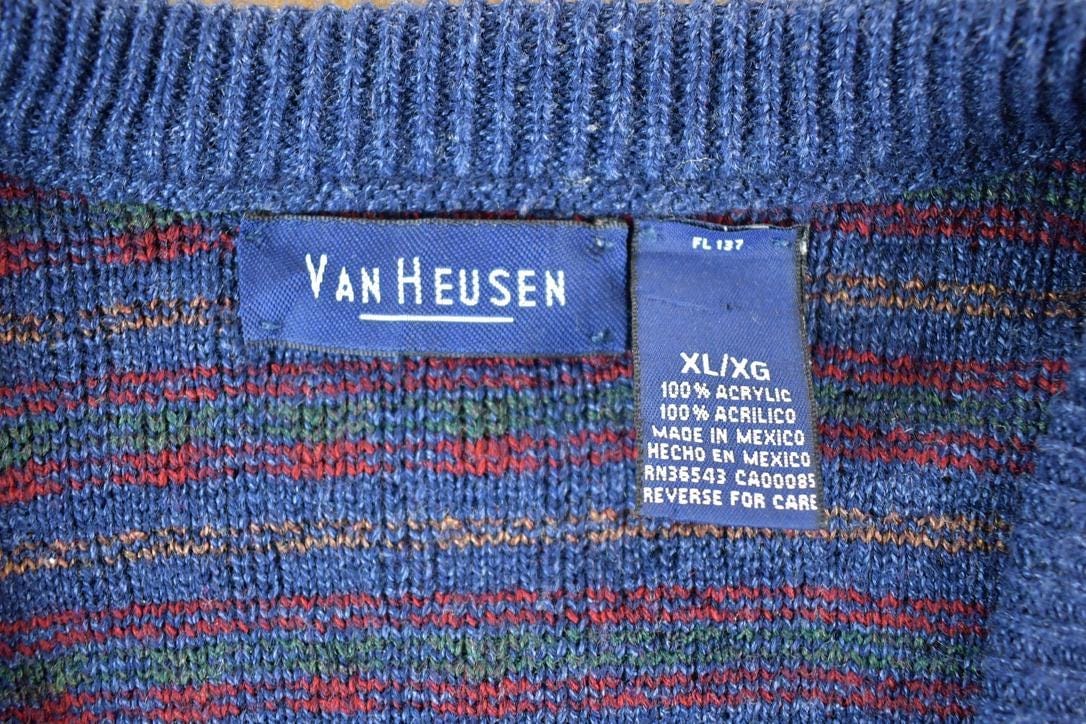 VAN HEUSEN
FL 137
XL/XG
100% ACRYLIC
100% ACRILICO
MADE IN MEXICO
HECHO EN MEXICO
RN36543 CA00085
REVERSE FOR CARE